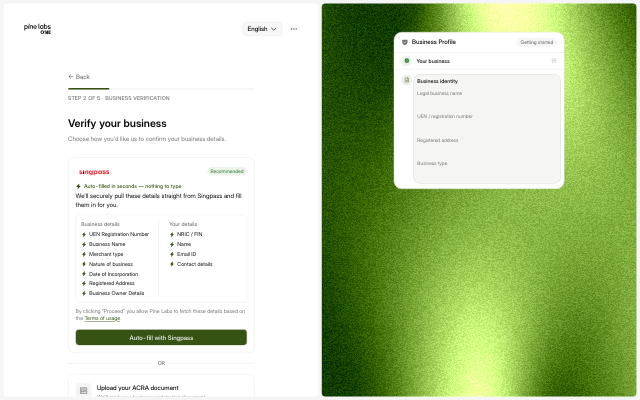 pine labs
ONE
English
← Back
STEP 2 OF 5 · BUSINESS VERIFICATION
Verify your business
Choose how you'd like us to confirm your business details.
singpass
Recommended
Auto-filled in seconds — nothing to type
We'll securely pull these details straight from Singpass and fill
them in for you.
Business details
UEN Registration Number
Business Name
Merchant type
Nature of business
Date of Incorporation
Registered Address
Business Owner Details
Your details
NRIC / FIN
Name
Email ID
Contact details
By clicking "Proceed" you allow Pine Labs to fetch these details based on
the Terms of usage.
Auto-fill with Singpass
OR
Upload your ACRA document
Business Profile
Getting started
Your business
Business identity
Legal business name
UEN / registration number
Registered address
Business type